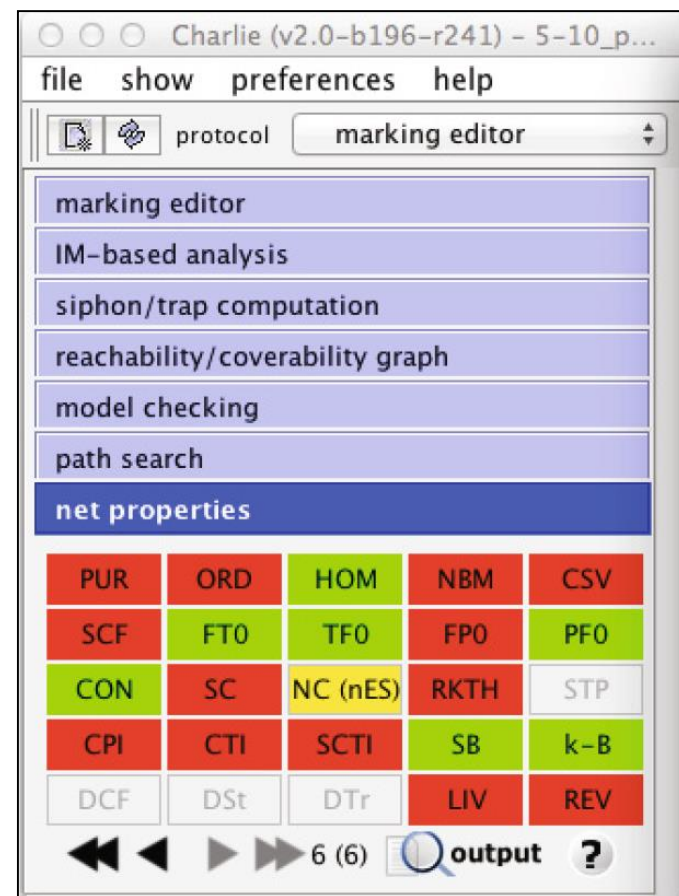 Charlie (v2.0-b196-r241) – 5-10_p...
file show preferences help
protocol marking editor
marking editor
IM-based analysis
siphon/trap computation
reachability/coverability graph
model checking
path search
net properties
PUR ORD HOM NBM CSV
SCF FT0 TF0 FP0 PF0
CON SC NC (nES) RKTH STP
CPI CTI SCTI SB k-B
DCF DSt DTr LIV REV
6 (6) output ?